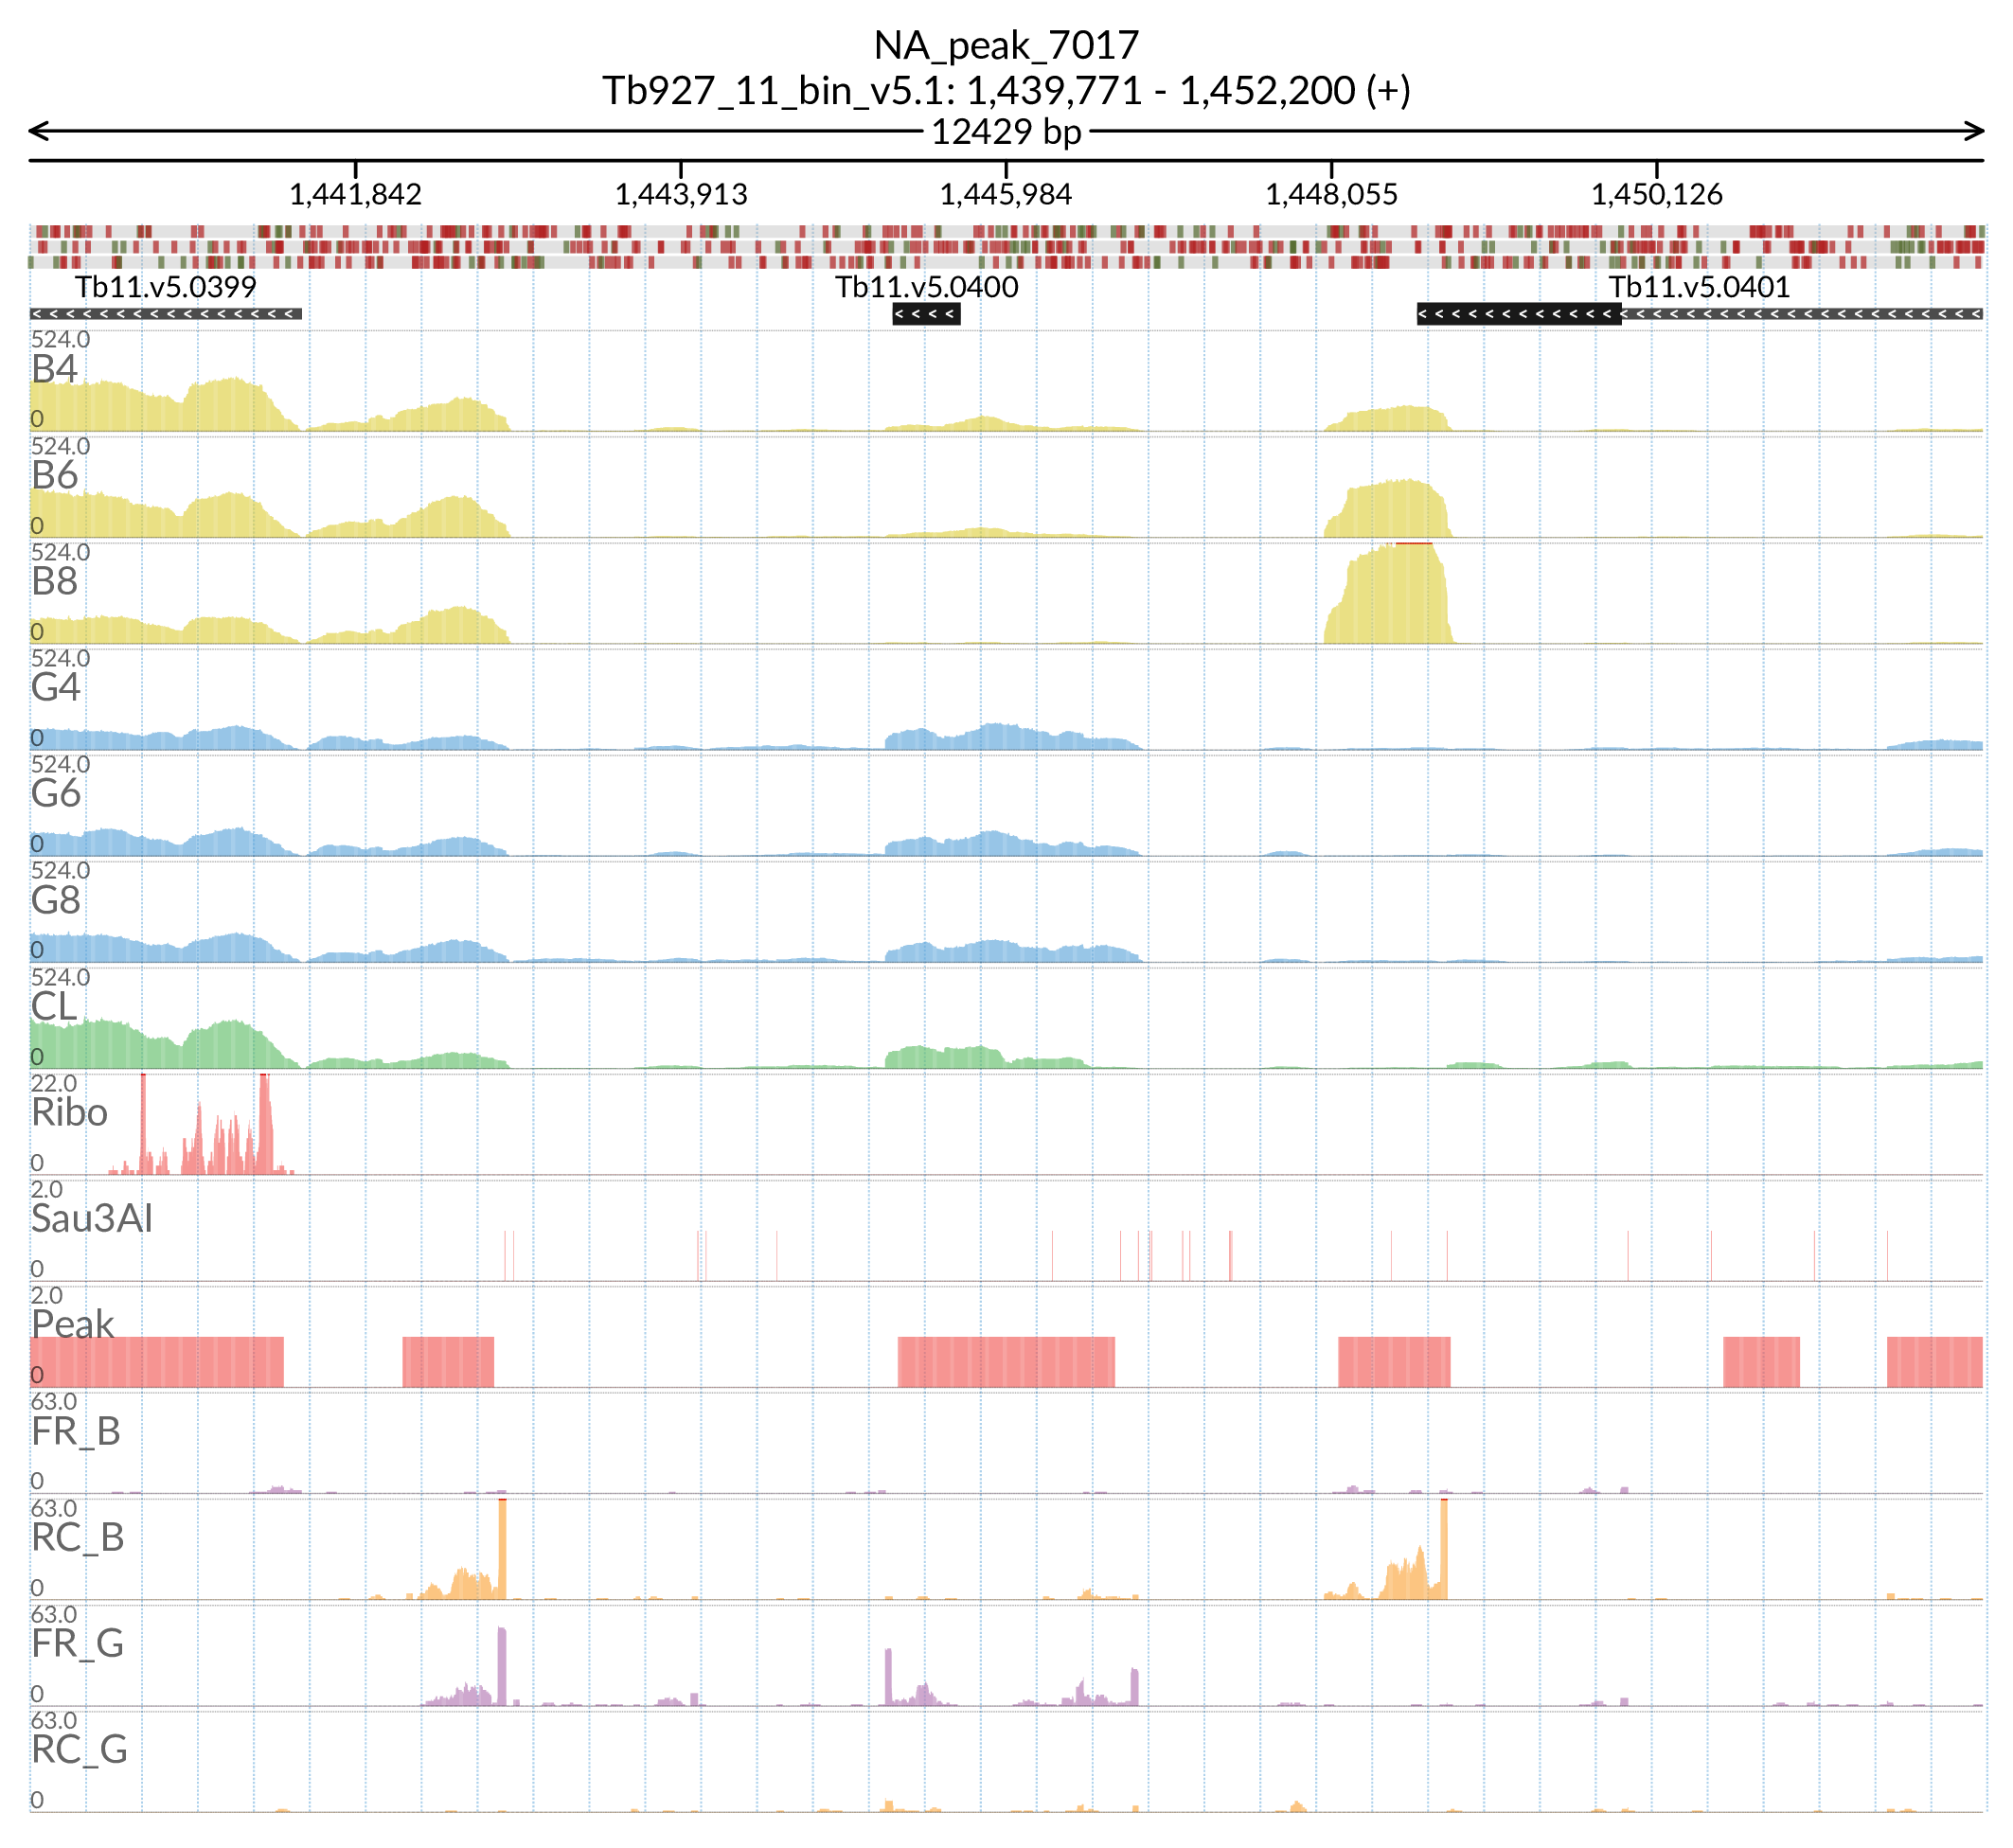 NA_peak_7017
Tb927_11_bin_v5.1: 1,439,771 - 1,452,200 (+)
12429 bp
1,441,842 1,443,913 1,445,984 1,448,055 1,450,126
Tb11.v5.0399 Tb11.v5.0400 Tb11.v5.0401
524.0
B4
0
524.0
B6
0
524.0
B8
0
524.0
G4
0
524.0
G6
0
524.0
G8
0
524.0
CL
0
22.0
Ribo
0
2.0
Sau3AI
0
2.0
Peak
0
63.0
FR_B
0
63.0
RC_B
0
63.0
FR_G
0
63.0
RC_G
0